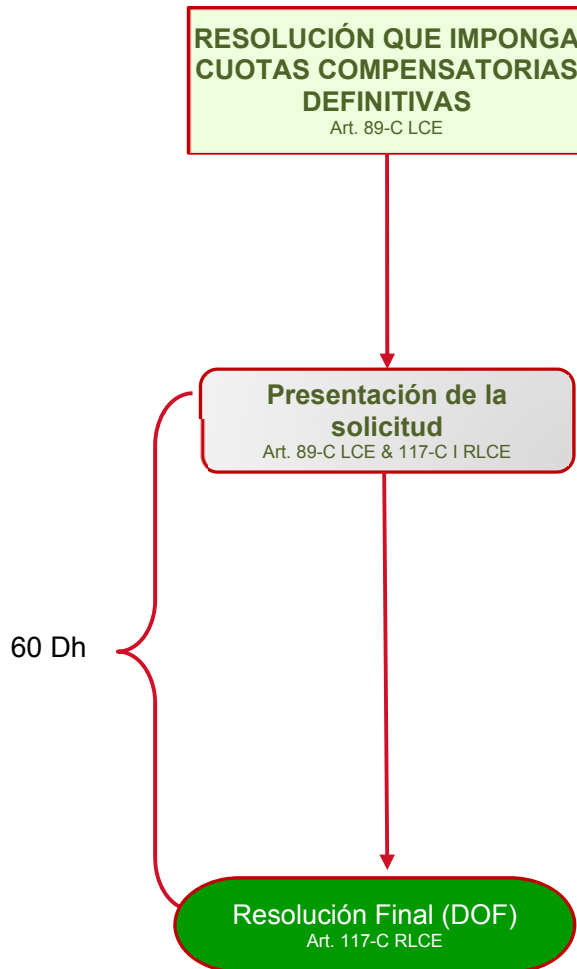 RESOLUCIÓN QUE IMPONGA
CUOTAS COMPENSATORIAS
DEFINITIVAS
Art. 89-C LCE
Presentación de la
solicitud
Art. 89-C LCE & 117-C I RLCE
60 Dh
Resolución Final (DOF)
Art. 117-C RLCE